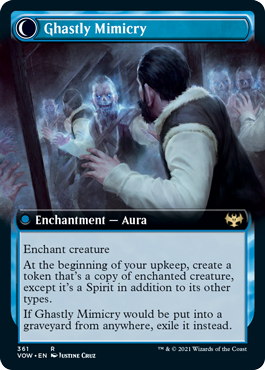 Ghastly Mimicry
Enchantment — Aura
Enchant creature
At the beginning of your upkeep, create a
token that's a copy of enchanted creature,
except it's a Spirit in addition to its other
types.
If Ghastly Mimicry would be put into a
graveyard from anywhere, exile it instead.
361 R
VOW • EN Justine Cruz
™ & © 2021 Wizards of the Coast